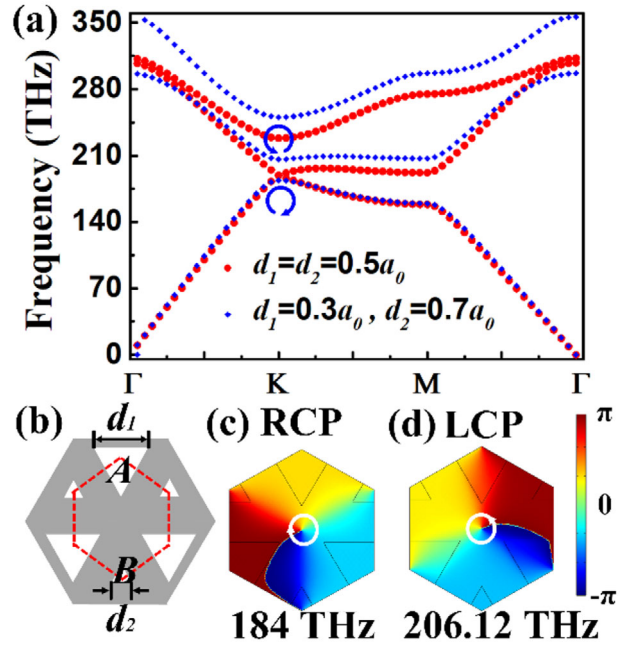 (a)
350
280
210
140
70
0
Frequency (THz)
d₁=d₂=0.5a₀
d₁=0.3a₀ , d₂=0.7a₀
Γ K M Γ
(b) (c) RCP (d) LCP
d₁
A
B
d₂
π
0
-π
184 THz 206.12 THz